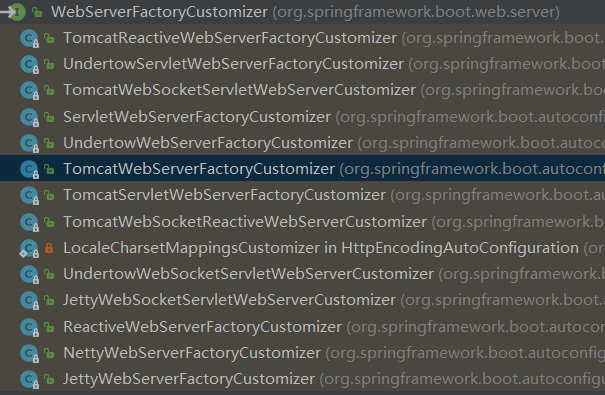 WebServerFactoryCustomizer (org.springframework.boot.web.server)
TomcatReactiveWebServerFactoryCustomizer (org.springframework.boot.
UndertowServletWebServerFactoryCustomizer (org.springframework.boot.
TomcatWebSocketServletWebServerCustomizer (org.springframework.boot
ServletWebServerFactoryCustomizer (org.springframework.boot.autoconfi
UndertowWebServerFactoryCustomizer (org.springframework.boot.autoc
TomcatWebServerFactoryCustomizer (org.springframework.boot.autoconf
TomcatServletWebServerFactoryCustomizer (org.springframework.boot.a
TomcatWebSocketReactiveWebServerCustomizer (org.springframework.b
LocaleCharsetMappingsCustomizer in HttpEncodingAutoConfiguration (or
UndertowWebSocketServletWebServerCustomizer (org.springframework.
JettyWebSocketServletWebServerCustomizer (org.springframework.boot.a
ReactiveWebServerFactoryCustomizer (org.springframework.boot.autoco
NettyWebServerFactoryCustomizer (org.springframework.boot.autoconfig
JettyWebServerFactoryCustomizer (org.springframework.boot.autoconfigu